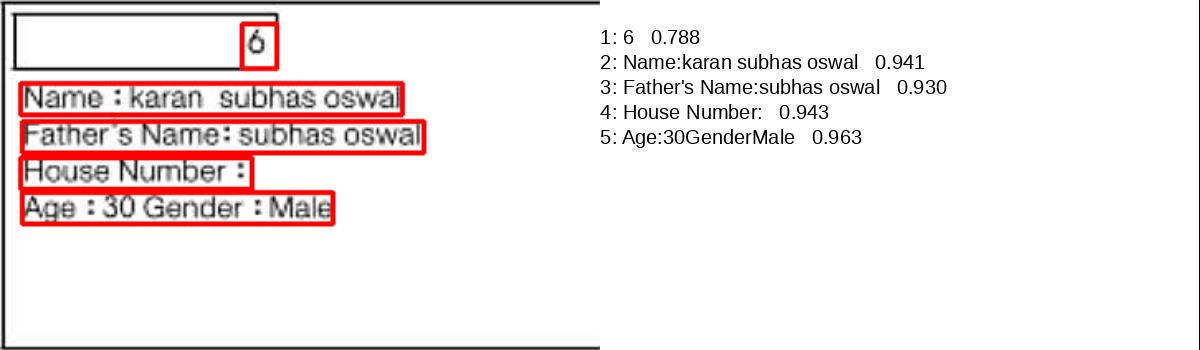 6
Name : karan subhas oswal
Father's Name: subhas oswal
House Number :
Age : 30 Gender : Male
1: 6 0.788
2: Name:karan subhas oswal 0.941
3: Father's Name:subhas oswal 0.930
4: House Number: 0.943
5: Age:30GenderMale 0.963